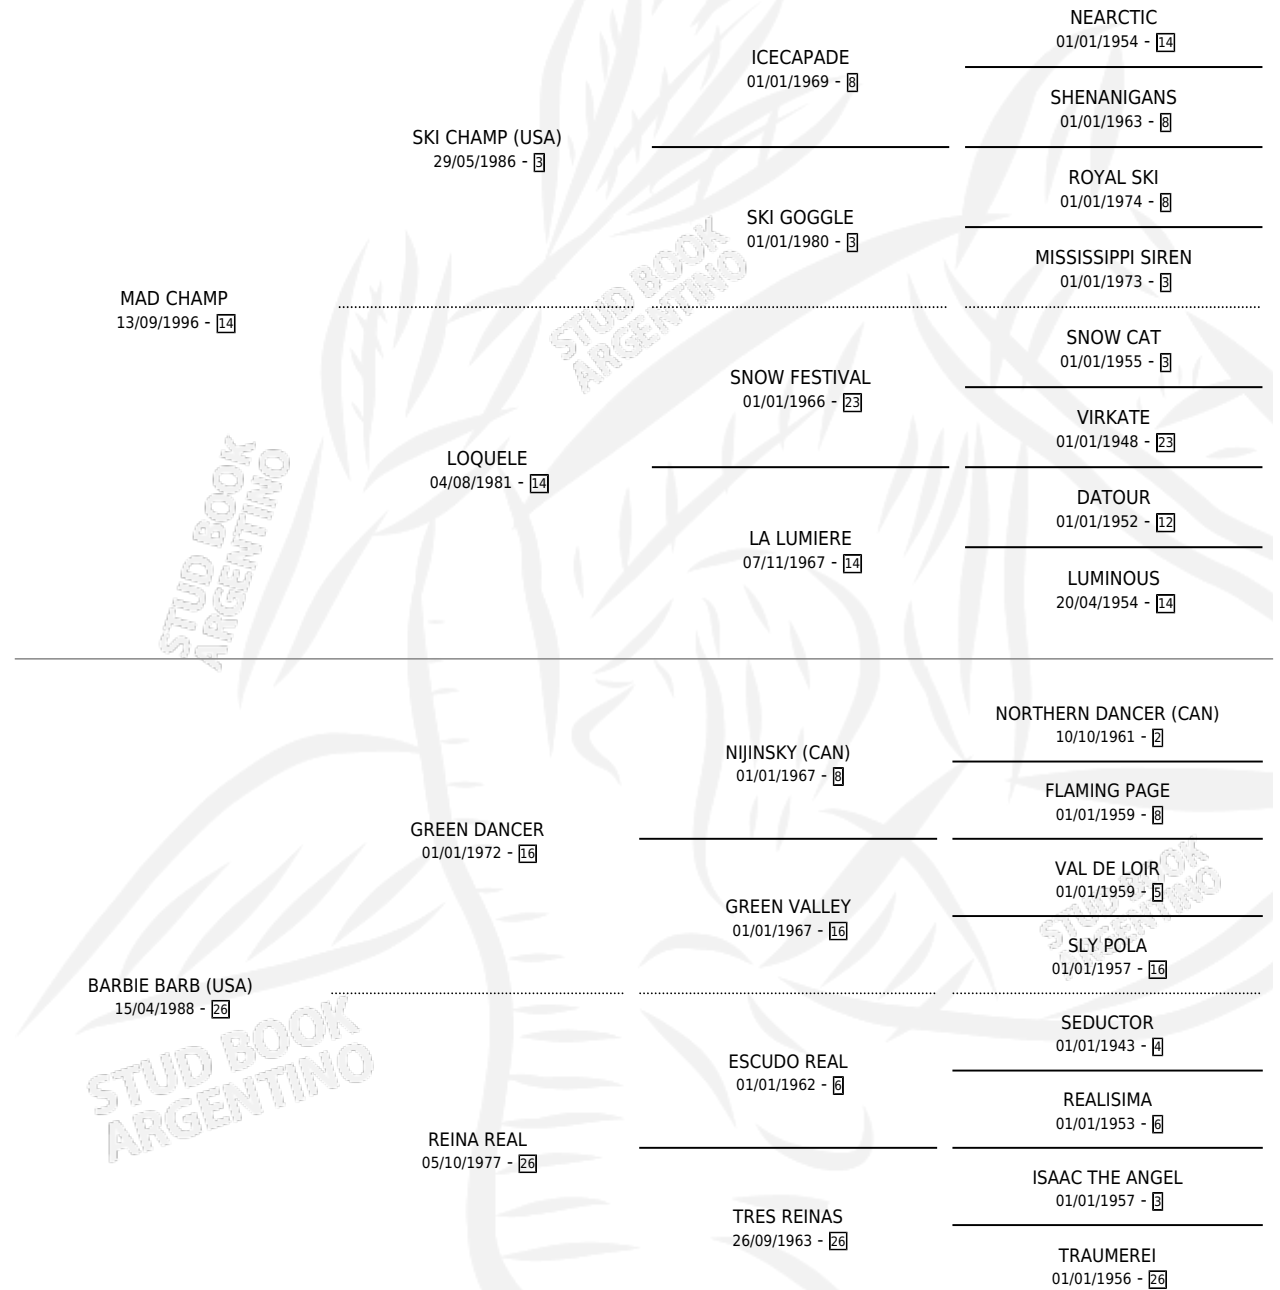 NEARCTIC
01/01/1954 - 14
ICECAPADE
01/01/1969 - 8
SHENANIGANS
01/01/1963 - 8
SKI CHAMP (USA)
29/05/1986 - 3
ROYAL SKI
01/01/1974 - 8
SKI GOGGLE
01/01/1980 - 3
MISSISSIPPI SIREN
01/01/1973 - 3
MAD CHAMP
13/09/1996 - 14
SNOW CAT
01/01/1955 - 3
SNOW FESTIVAL
01/01/1966 - 23
VIRKATE
01/01/1948 - 23
LOQUELE
04/08/1981 - 14
DATOUR
01/01/1952 - 12
LA LUMIERE
07/11/1967 - 14
LUMINOUS
20/04/1954 - 14
NORTHERN DANCER (CAN)
10/10/1961 - 2
NIJINSKY (CAN)
01/01/1967 - 8
FLAMING PAGE
01/01/1959 - 8
GREEN DANCER
01/01/1972 - 16
VAL DE LOIR
01/01/1959 - 5
GREEN VALLEY
01/01/1967 - 16
SLY POLA
01/01/1957 - 16
BARBIE BARB (USA)
15/04/1988 - 26
SEDUCTOR
01/01/1943 - 4
ESCUDO REAL
01/01/1962 - 6
REALISIMA
01/01/1953 - 6
REINA REAL
05/10/1977 - 26
ISAAC THE ANGEL
01/01/1957 - 3
TRES REINAS
26/09/1963 - 26
TRAUMEREI
01/01/1956 - 26
STUD BOOK
ARGENTINO
STUD BOOK
ARGENTINO
STUD BOOK
ARGENTINO
STUD BOOK
ARGENTINO